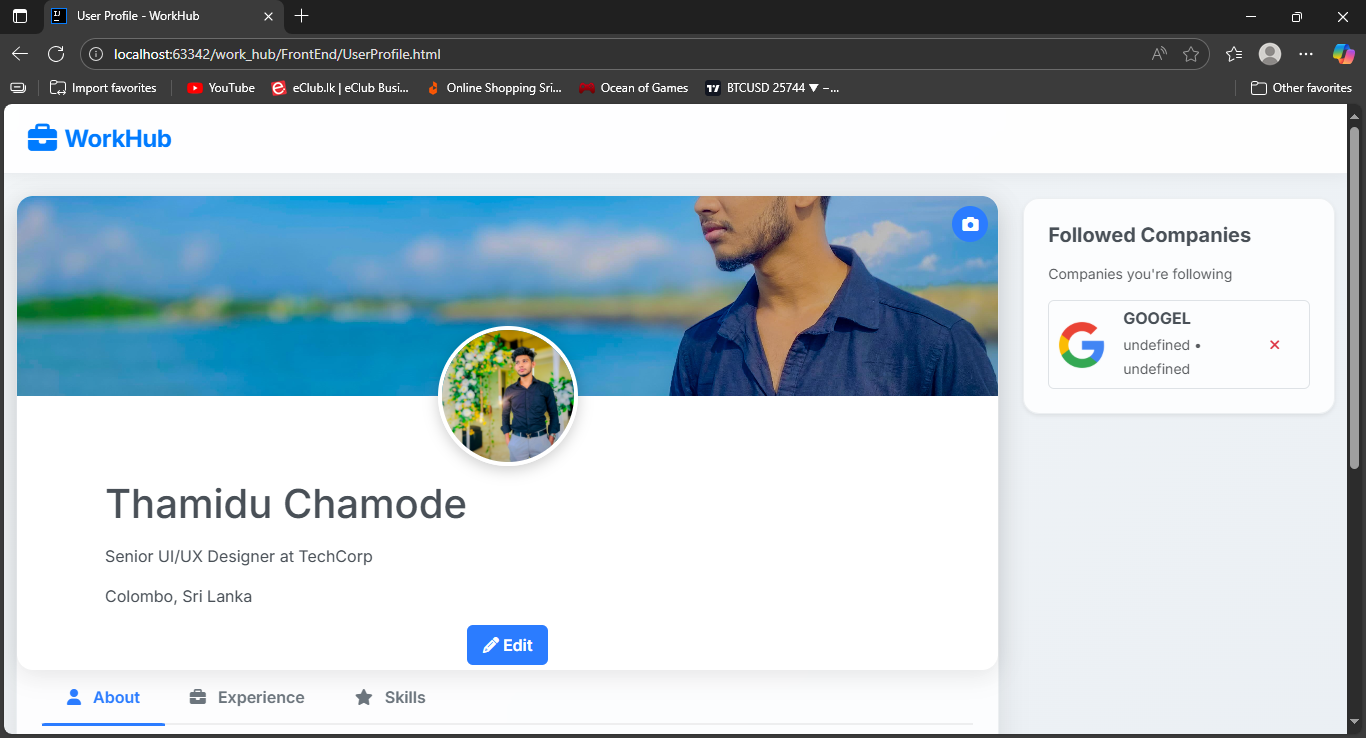 User Profile - WorkHub
localhost:63342/work_hub/FrontEnd/UserProfile.html
Import favorites
YouTube
eClub.lk | eClub Busi...
Online Shopping Sri...
Ocean of Games
BTCUSD 25744 ▼ −...
Other favorites
WorkHub
Thamidu Chamode
Senior UI/UX Designer at TechCorp
Colombo, Sri Lanka
Edit
About Experience Skills
Followed Companies
Companies you're following
GOOGEL
undefined •
undefined